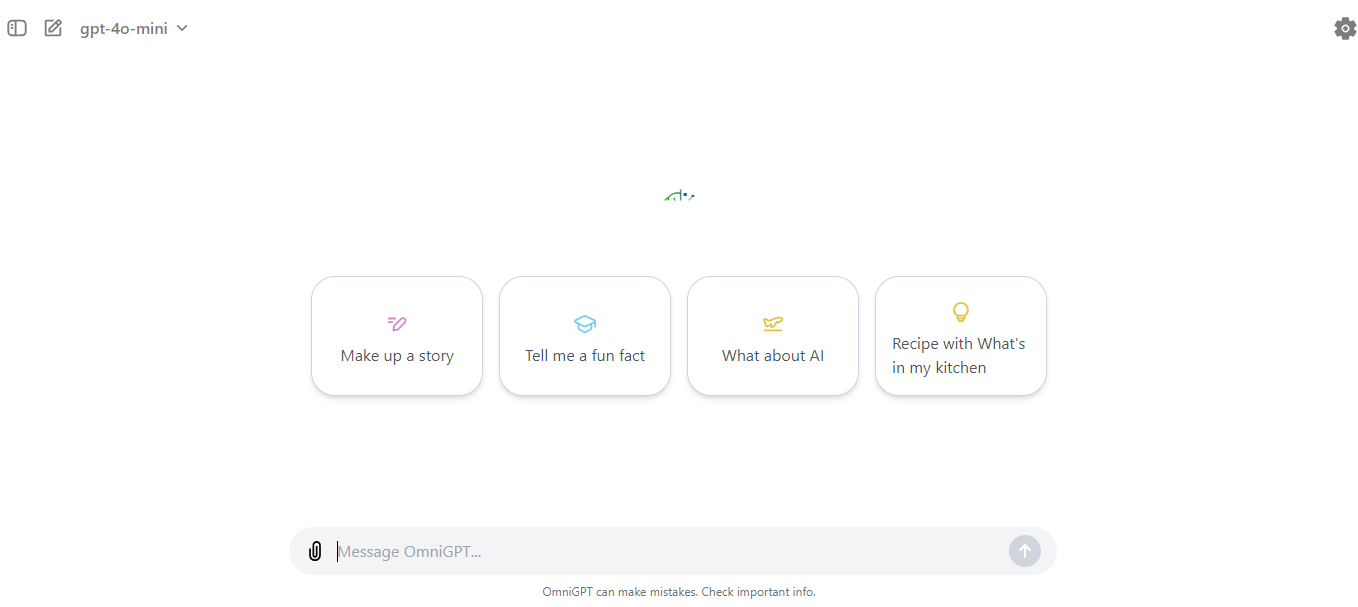 gpt-4o-mini
Make up a story
Tell me a fun fact
What about AI
Recipe with What's
in my kitchen
Message OmniGPT...
OmniGPT can make mistakes. Check important info.